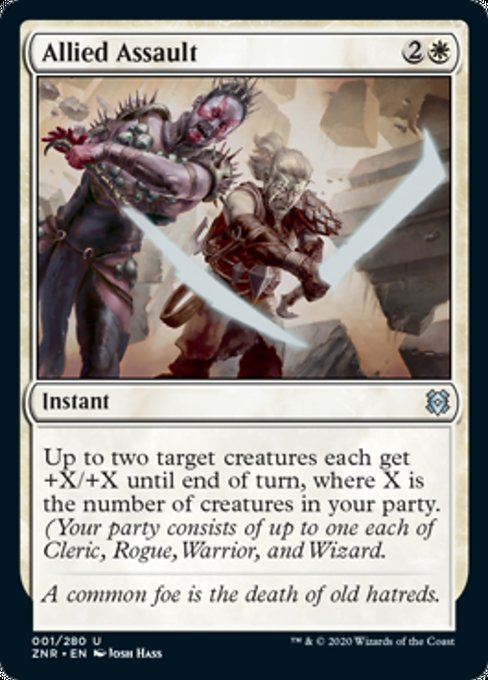 Allied Assault 2
Instant
Up to two target creatures each get
+X/+X until end of turn, where X is
the number of creatures in your party.
(Your party consists of up to one each of
Cleric, Rogue, Warrior, and Wizard.
A common foe is the death of old hatreds.
001/280 U
ZNR • EN Josh Hass
™ & © 2020 Wizards of the Coast